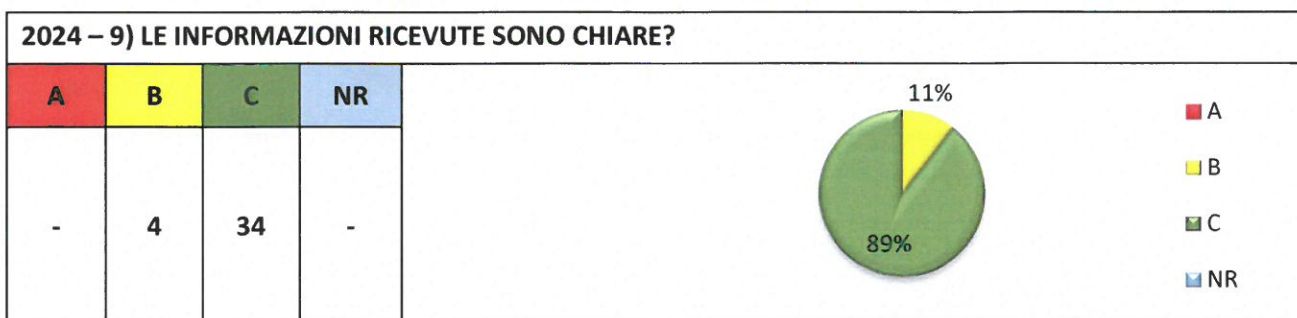 2024 – 9) LE INFORMAZIONI RICEVUTE SONO CHIARE?
A B C NR
- 4 34 -
11%
89%
A
B
C
NR